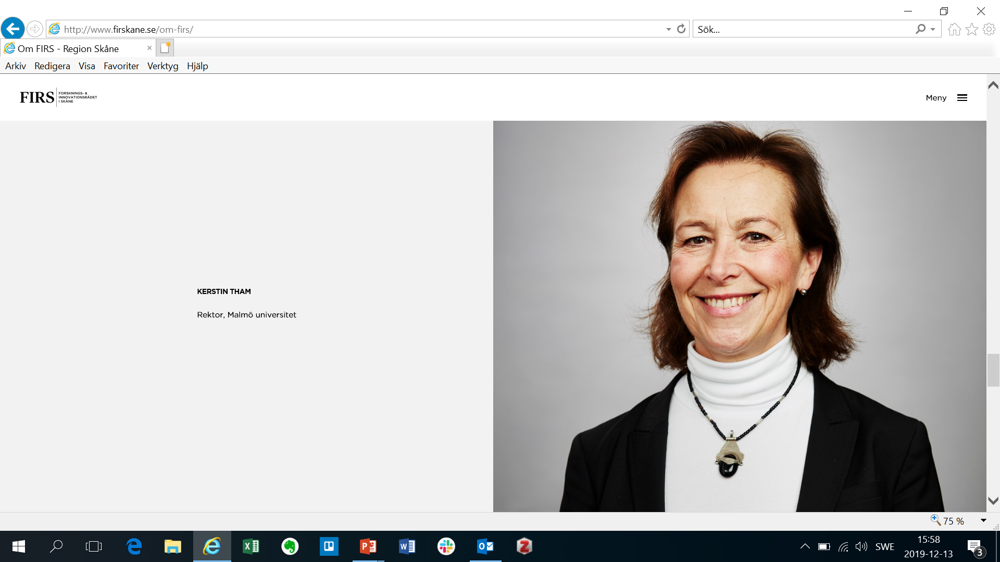 http://www.firskane.se/om-firs/
Sök...
Om FIRS - Region Skåne
Arkiv Redigera Visa Favoriter Verktyg Hjälp
FIRS
FORSKNINGS- &
INNOVATIONSRÅDET
I SKÅNE
Meny
KERSTIN THAM
Rektor, Malmö universitet
75 %
15:58
SWE
2019-12-13
3